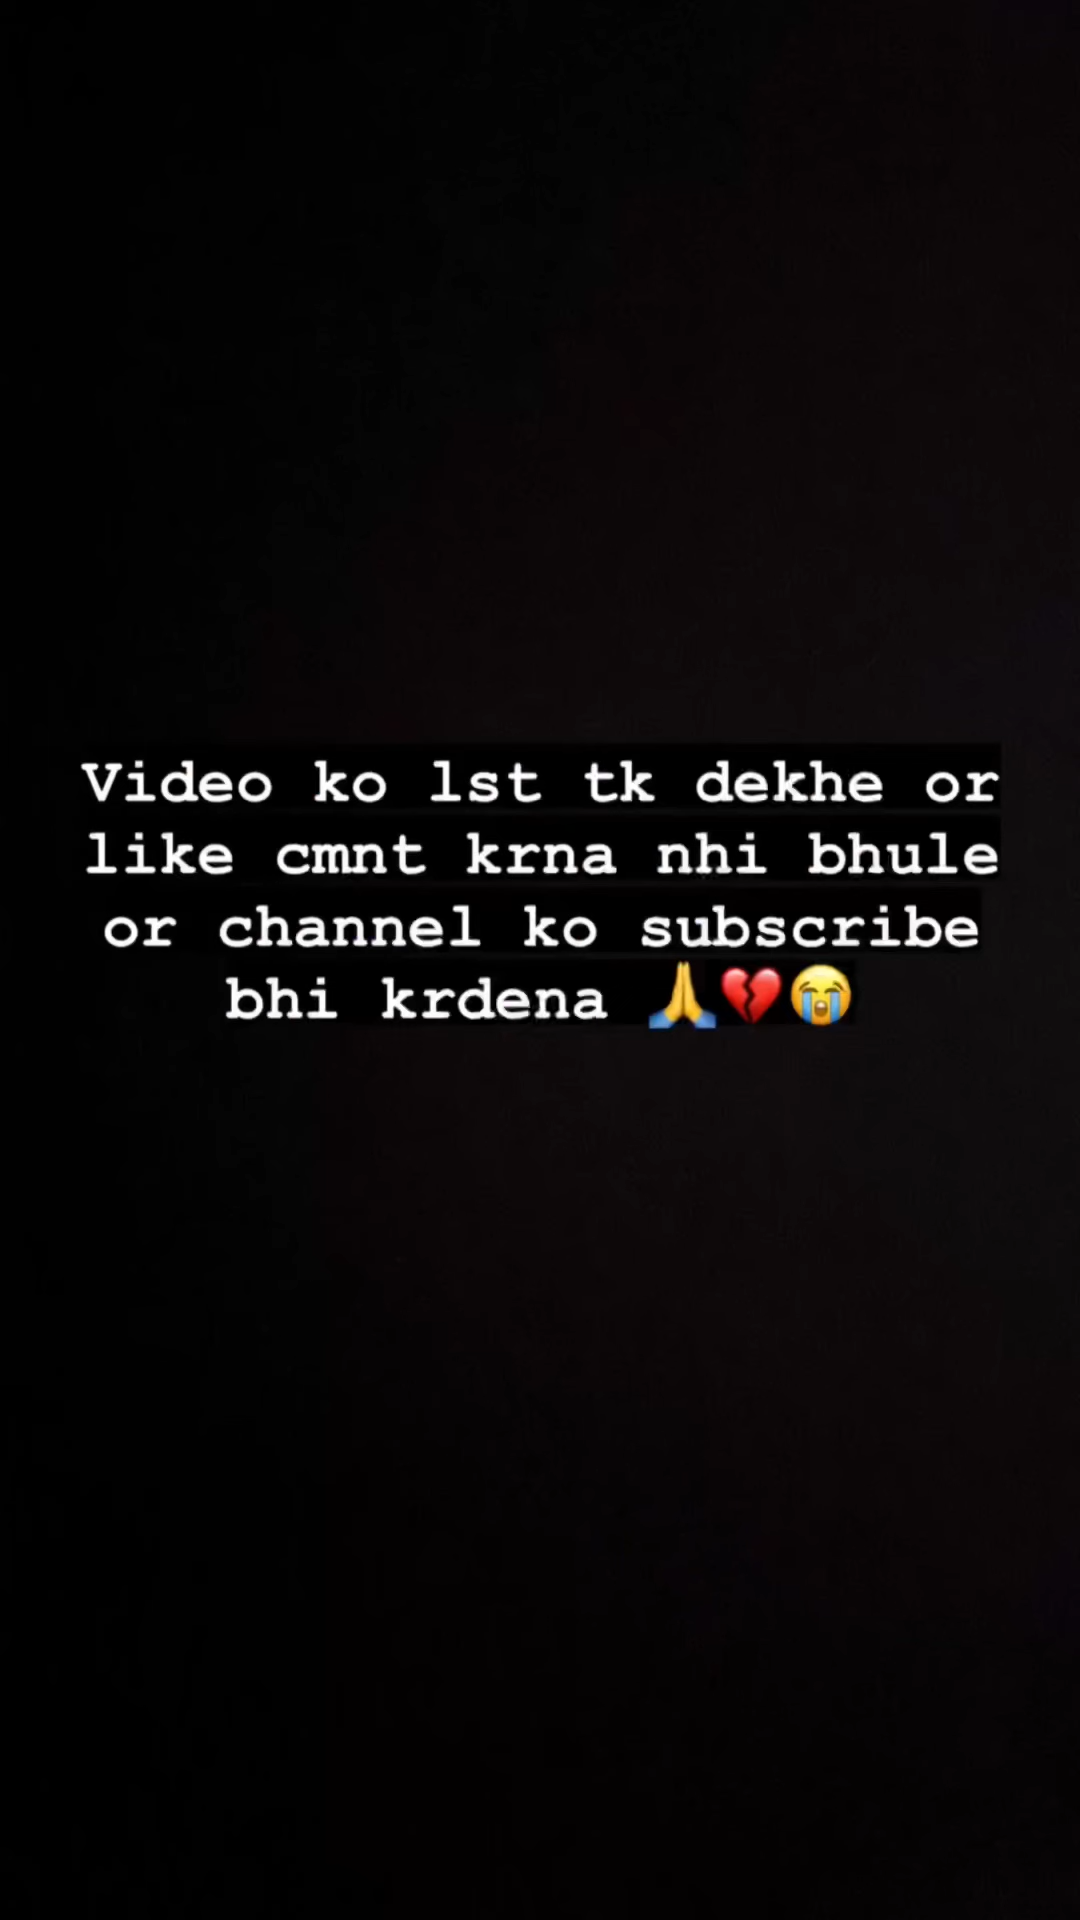 Video ko lst tk dekhe or
like cmnt krna nhi bhule
or channel ko subscribe
bhi krdena 🙏💔😭